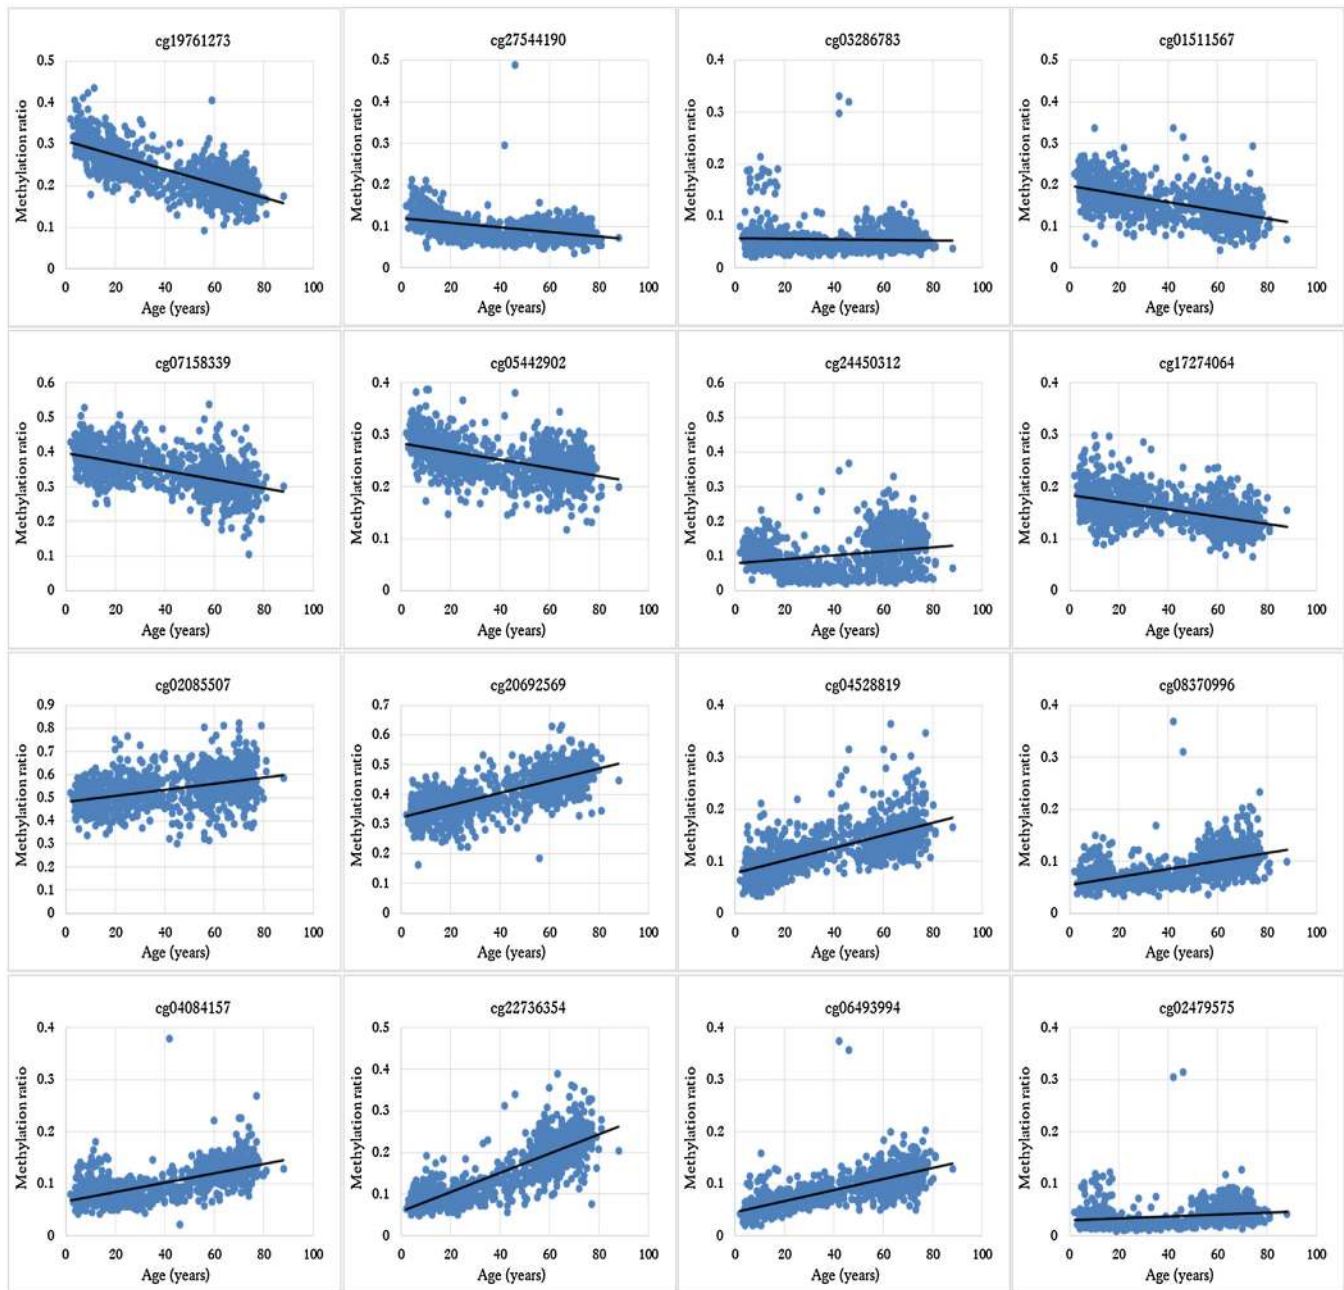 cg19761273
Methylation ratio
0.5
0.4
0.3
0.2
0.1
0
0 20 40 60 80 100
Age (years)
cg27544190
Methylation ratio
0.5
0.4
0.3
0.2
0.1
0
0 20 40 60 80 100
Age (years)
cg03286783
Methylation ratio
0.4
0.3
0.2
0.1
0
0 20 40 60 80 100
Age (years)
cg01511567
Methylation ratio
0.5
0.4
0.3
0.2
0.1
0
0 20 40 60 80 100
Age (years)
cg07158339
Methylation ratio
0.6
0.5
0.4
0.3
0.2
0.1
0
0 20 40 60 80 100
Age (years)
cg05442902
Methylation ratio
0.4
0.3
0.2
0.1
0
0 20 40 60 80 100
Age (years)
cg24450312
Methylation ratio
0.6
0.5
0.4
0.3
0.2
0.1
0
0 20 40 60 80 100
Age (years)
cg17274064
Methylation ratio
0.4
0.3
0.2
0.1
0
0 20 40 60 80 100
Age (years)
cg02085507
Methylation ratio
0.9
0.8
0.7
0.6
0.5
0.4
0.3
0.2
0.1
0
0 20 40 60 80 100
Age (years)
cg20692569
Methylation ratio
0.7
0.6
0.5
0.4
0.3
0.2
0.1
0
0 20 40 60 80 100
Age (years)
cg04528819
Methylation ratio
0.4
0.3
0.2
0.1
0
0 20 40 60 80 100
Age (years)
cg08370996
Methylation ratio
0.4
0.3
0.2
0.1
0
0 20 40 60 80 100
Age (years)
cg04084157
Methylation ratio
0.4
0.3
0.2
0.1
0
0 20 40 60 80 100
Age (years)
cg22736354
Methylation ratio
0.5
0.4
0.3
0.2
0.1
0
0 20 40 60 80 100
Age (years)
cg06493994
Methylation ratio
0.4
0.3
0.2
0.1
0
0 20 40 60 80 100
Age (years)
cg02479575
Methylation ratio
0.4
0.3
0.2
0.1
0
0 20 40 60 80 100
Age (years)